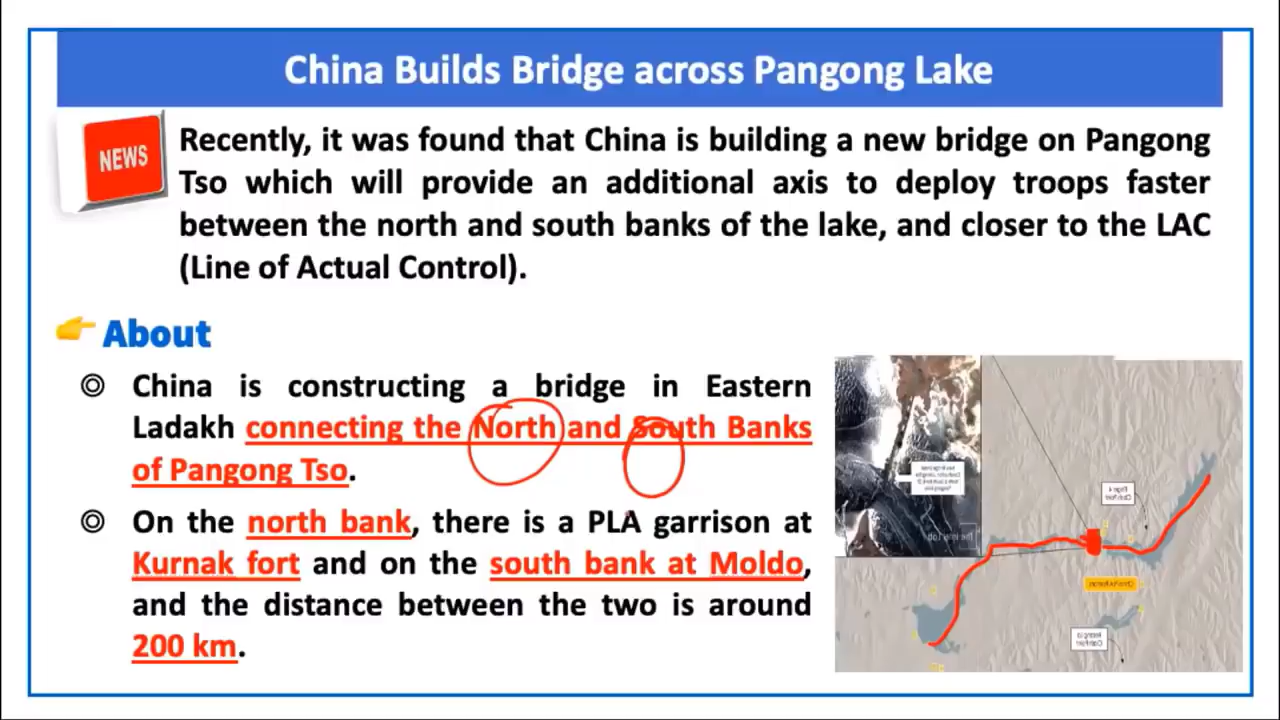 China Builds Bridge across Pangong Lake
NEWS
Recently, it was found that China is building a new bridge on Pangong
Tso which will provide an additional axis to deploy troops faster
between the north and south banks of the lake, and closer to the LAC
(Line of Actual Control).
About
China is constructing a bridge in Eastern
Ladakh connecting the North and South Banks
of Pangong Tso.
On the north bank, there is a PLA garrison at
Kurnak fort and on the south bank at Moldo,
and the distance between the two is around
200 km.